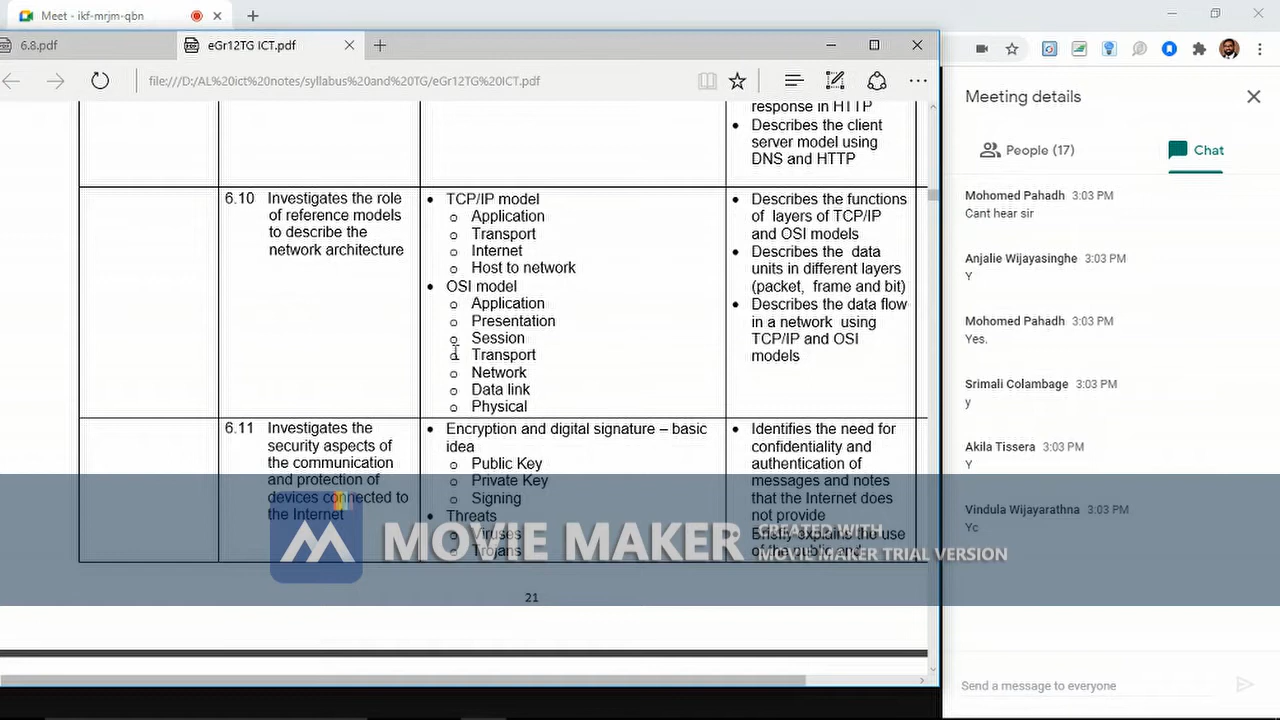 Meet - ikf-mrjm-qbn
6.8.pdf
eGr12TG ICT.pdf
file:///D:/AL%20ict%20notes/syllabus%20and%20TG/eGr12TG%20ICT.pdf
response in HTTP
Describes the client
server model using
DNS and HTTP
6.10 Investigates the role
of reference models
to describe the
network architecture
TCP/IP model
Application
Transport
Internet
Host to network
OSI model
Application
Presentation
Session
Transport
Network
Data link
Physical
Describes the functions
of layers of TCP/IP
and OSI models
Describes the data
units in different layers
(packet, frame and bit)
Describes the data flow
in a network using
TCP/IP and OSI
models
6.11 Investigates the
security aspects of
the communication
and protection of
devices connected to
the Internet
Encryption and digital signature – basic
idea
Public Key
Private Key
Signing
Threats
Viruses
Trojans
Identifies the need for
confidentiality and
authentication of
messages and notes
that the Internet does
not provide
Briefly explains the use
of the public and
21
MOVIE MAKER
CREATED WITH
MOVIE MAKER TRIAL VERSION
Meeting details
People (17)
Chat
Mohomed Pahadh 3:03 PM
Cant hear sir
Anjalie Wijayasinghe 3:03 PM
Y
Mohomed Pahadh 3:03 PM
Yes.
Srimali Colambage 3:03 PM
y
Akila Tissera 3:03 PM
Y
Vindula Wijayarathna 3:03 PM
Yc
Send a message to everyone